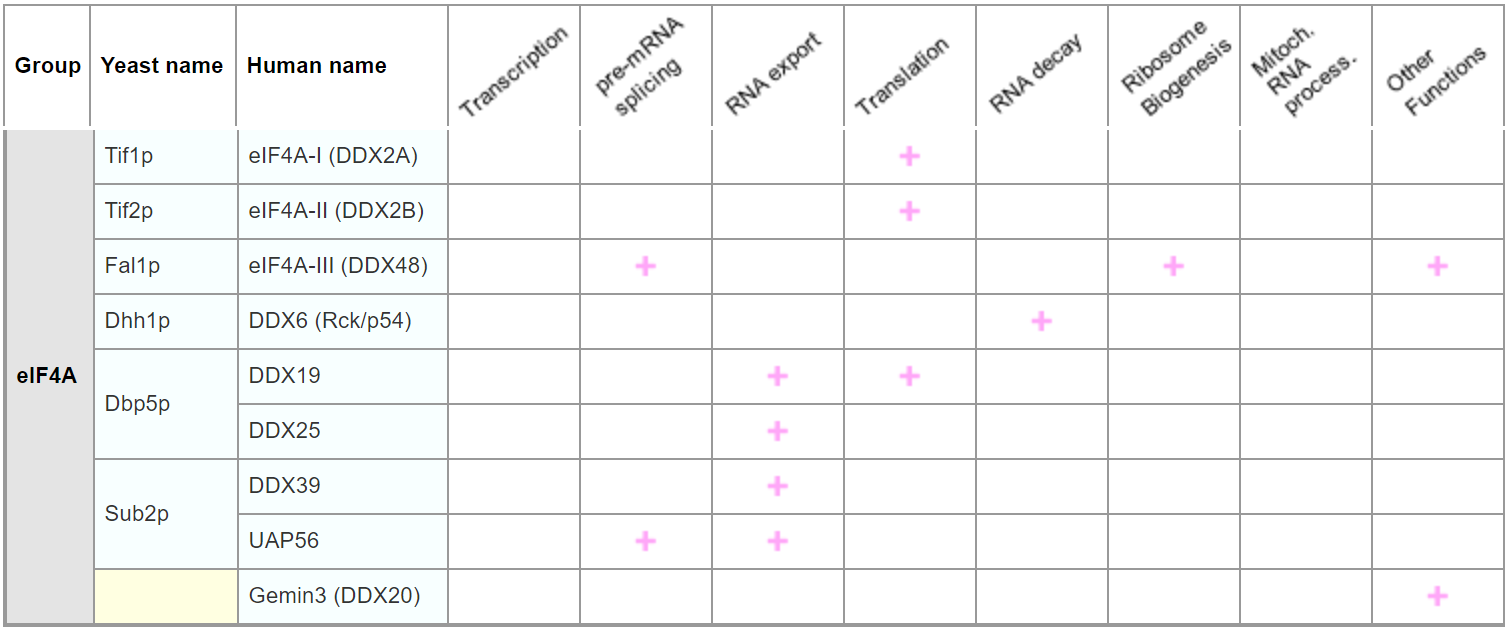 Group Yeast name Human name Transcription pre-mRNA splicing RNA export Translation RNA decay Ribosome Biogenesis Mitoch. RNA process. Other Functions
eIF4A
Tif1p eIF4A-I (DDX2A) +
Tif2p eIF4A-II (DDX2B) +
Fal1p eIF4A-III (DDX48) + + +
Dhh1p DDX6 (Rck/p54) +
Dbp5p DDX19 + +
DDX25 +
Sub2p DDX39 +
UAP56 + +
Gemin3 (DDX20) +